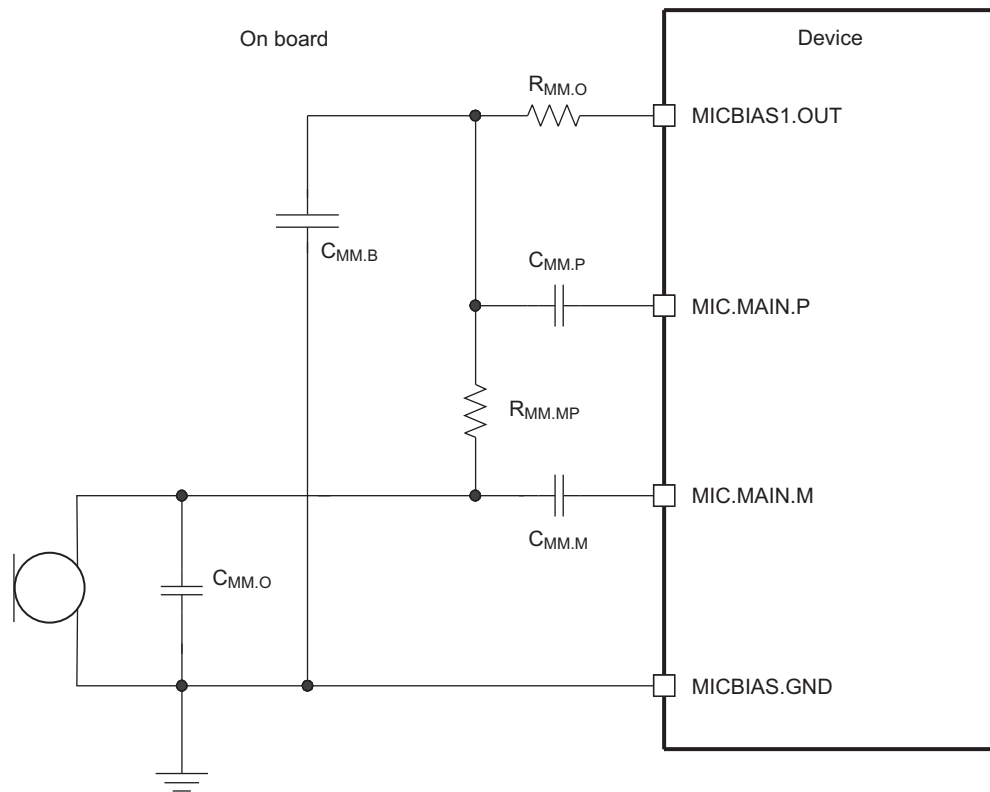 On board
Device
RMM.O
MICBIAS1.OUT
CMM.B
CMM.P
MIC.MAIN.P
RMM.MP
MIC.MAIN.M
CMM.M
CMM.O
MICBIAS.GND